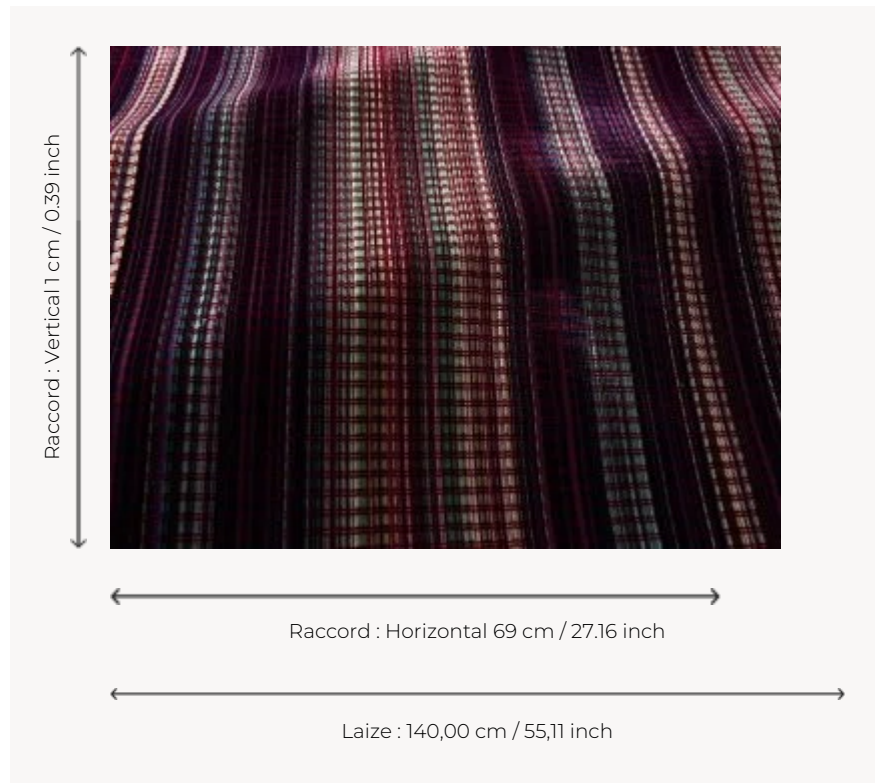 Raccord : Vertical 1 cm / 0.39 inch
Raccord : Horizontal 69 cm / 27.16 inch
Laize : 140,00 cm / 55,11 inch